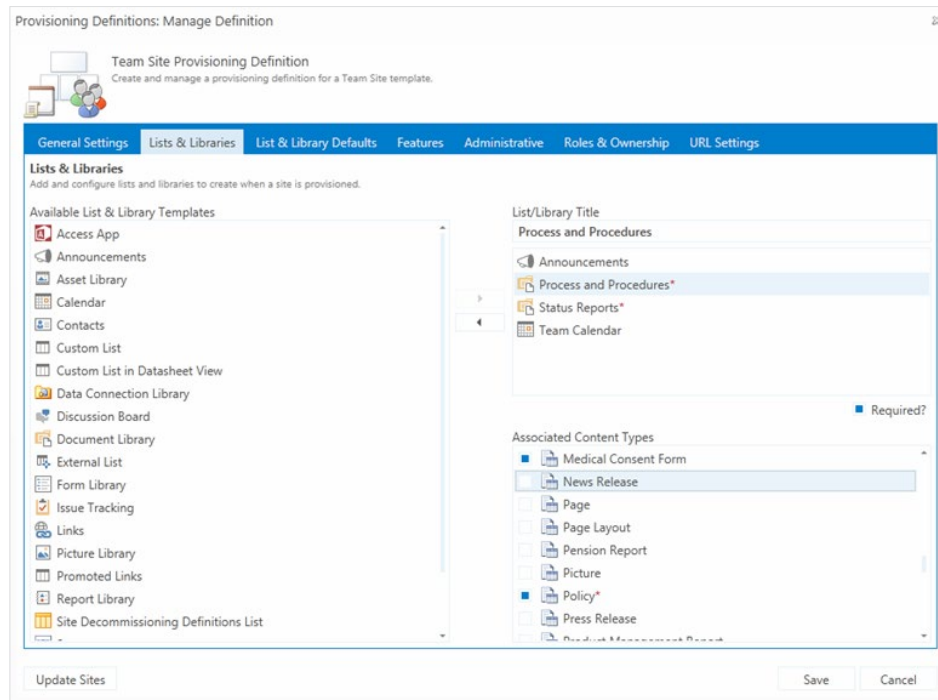 Provisioning Definitions: Manage Definition
Team Site Provisioning Definition
Create and manage a provisioning definition for a Team Site template.
General Settings Lists & Libraries List & Library Defaults Features Administrative Roles & Ownership URL Settings
Lists & Libraries
Add and configure lists and libraries to create when a site is provisioned.
Available List & Library Templates
Access App
Announcements
Asset Library
Calendar
Contacts
Custom List
Custom List in Datasheet View
Data Connection Library
Discussion Board
Document Library
External List
Form Library
Issue Tracking
Links
Picture Library
Promoted Links
Report Library
Site Decommissioning Definitions List
List/Library Title
Process and Procedures
Announcements
Process and Procedures*
Status Reports*
Team Calendar
Required?
Associated Content Types
Medical Consent Form
News Release
Page
Page Layout
Pension Report
Picture
Policy*
Press Release
Product Management Report
Update Sites
Save Cancel